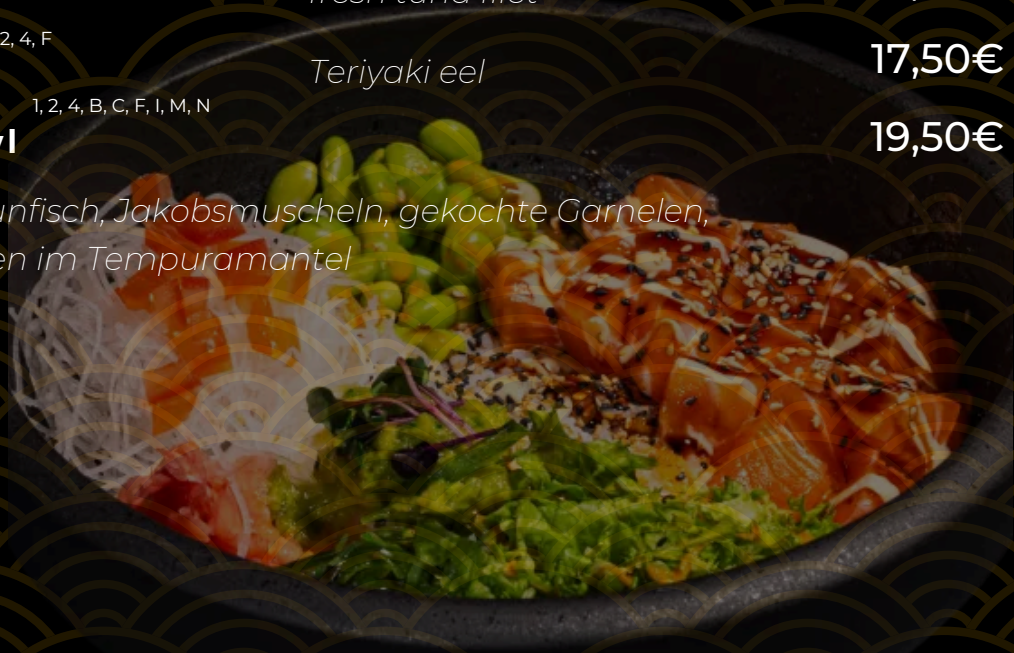 2, 4, F
Teriyaki eel
17,50€
1, 2, 4, B, C, F, I, M, N
19,50€
unfisch, Jakobsmuscheln, gekochte Garnelen,
en im Tempuramantel